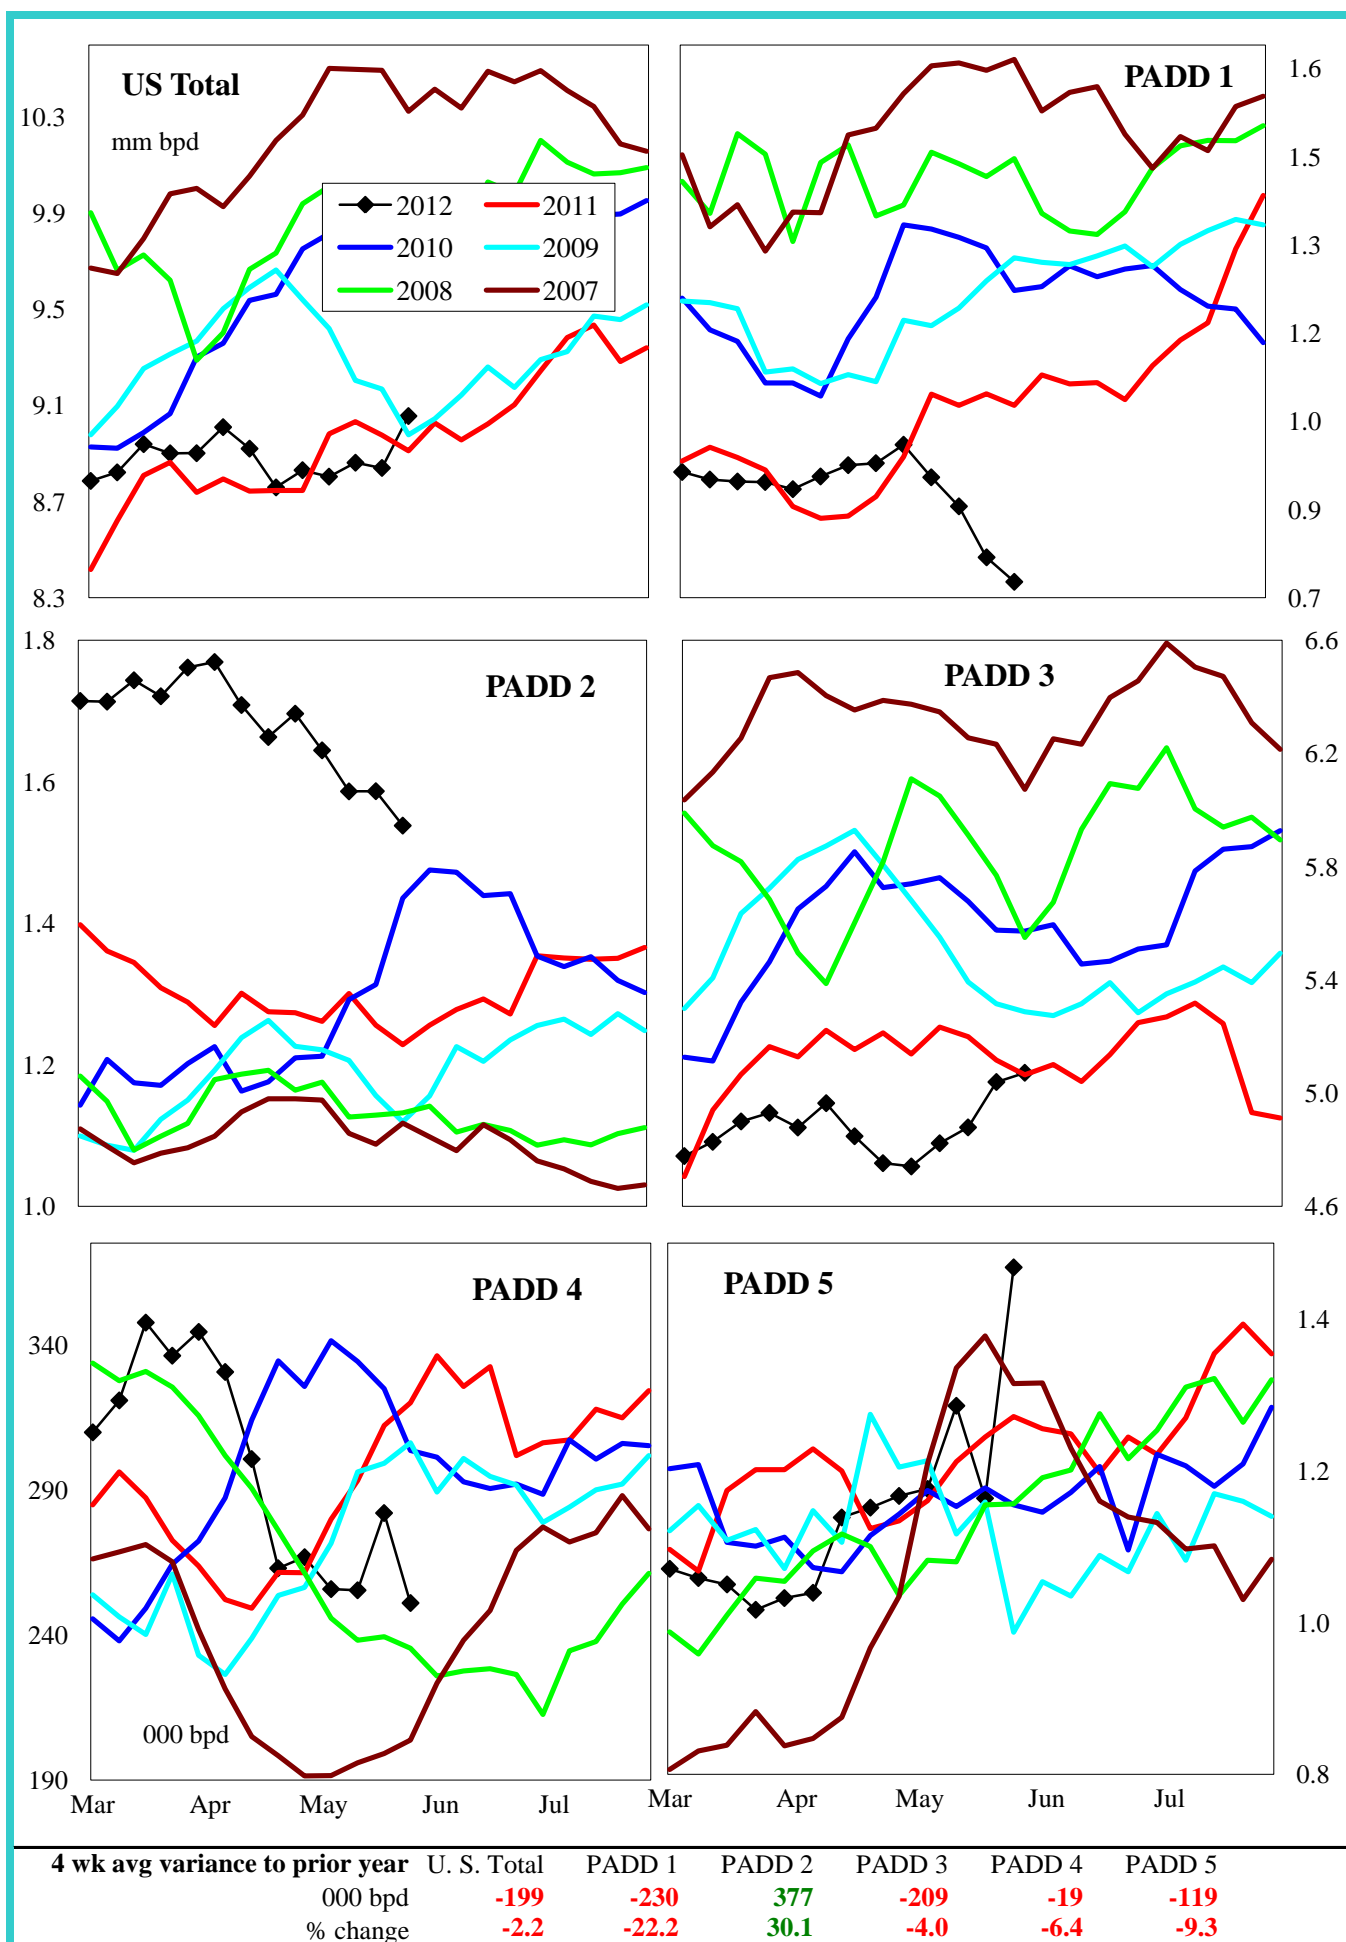 US Total
mm bpd
10.3
9.9
9.5
9.1
8.7
8.3
2012 2011
2010 2009
2008 2007
PADD 1
1.6
1.5
1.3
1.2
1.0
0.9
0.7
PADD 2
1.8
1.6
1.4
1.2
1.0
PADD 3
6.6
6.2
5.8
5.4
5.0
4.6
PADD 4
340
290
240
190
000 bpd
Mar Apr May Jun Jul
PADD 5
1.4
1.2
1.0
0.8
Mar Apr May Jun Jul
4 wk avg variance to prior year U. S. Total PADD 1 PADD 2 PADD 3 PADD 4 PADD 5
000 bpd -199 -230 377 -209 -19 -119
% change -2.2 -22.2 30.1 -4.0 -6.4 -9.3